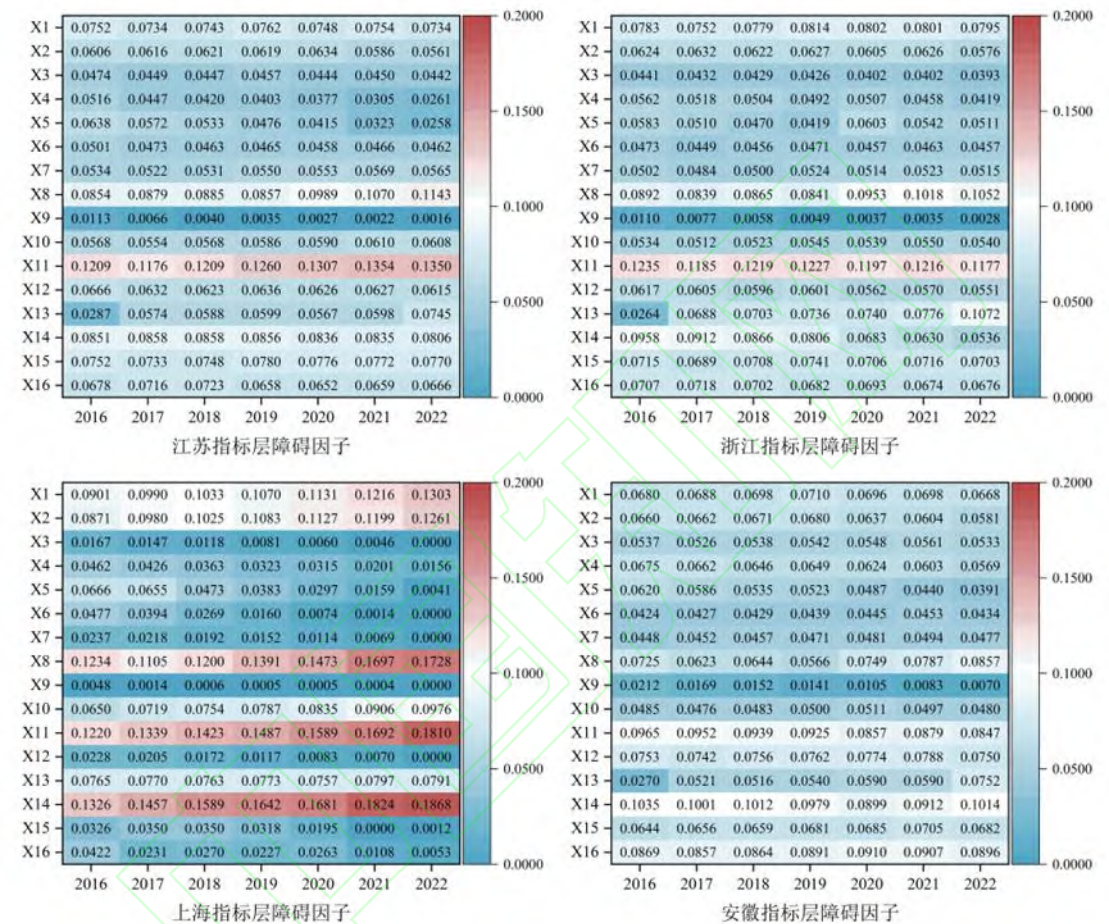 X1 0.0752 0.0734 0.0743 0.0762 0.0748 0.0754 0.0734
X2 0.0606 0.0616 0.0621 0.0619 0.0634 0.0586 0.0561
X3 0.0474 0.0449 0.0447 0.0457 0.0444 0.0450 0.0442
X4 0.0516 0.0447 0.0420 0.0403 0.0377 0.0305 0.0261
X5 0.0638 0.0572 0.0533 0.0476 0.0415 0.0323 0.0258
X6 0.0501 0.0473 0.0463 0.0465 0.0458 0.0466 0.0462
X7 0.0534 0.0522 0.0531 0.0550 0.0553 0.0569 0.0565
X8 0.0854 0.0879 0.0885 0.0857 0.0989 0.1070 0.1143
X9 0.0113 0.0066 0.0040 0.0035 0.0027 0.0022 0.0016
X10 0.0568 0.0554 0.0568 0.0586 0.0590 0.0610 0.0608
X11 0.1209 0.1176 0.1209 0.1260 0.1307 0.1354 0.1350
X12 0.0666 0.0632 0.0623 0.0636 0.0626 0.0627 0.0615
X13 0.0287 0.0574 0.0588 0.0599 0.0567 0.0598 0.0745
X14 0.0851 0.0858 0.0858 0.0856 0.0836 0.0835 0.0806
X15 0.0752 0.0733 0.0748 0.0780 0.0776 0.0772 0.0770
X16 0.0678 0.0716 0.0723 0.0658 0.0652 0.0659 0.0666
2016 2017 2018 2019 2020 2021 2022
0.2000
0.1500
0.1000
0.0500
0.0000
江苏指标层障碍因子
X1 0.0783 0.0752 0.0779 0.0814 0.0802 0.0801 0.0795
X2 0.0624 0.0632 0.0622 0.0627 0.0605 0.0626 0.0576
X3 0.0441 0.0432 0.0429 0.0426 0.0402 0.0402 0.0393
X4 0.0562 0.0518 0.0504 0.0492 0.0507 0.0458 0.0419
X5 0.0583 0.0510 0.0470 0.0419 0.0603 0.0542 0.0511
X6 0.0473 0.0449 0.0456 0.0471 0.0457 0.0463 0.0457
X7 0.0502 0.0484 0.0500 0.0524 0.0514 0.0523 0.0515
X8 0.0892 0.0839 0.0865 0.0841 0.0953 0.1018 0.1052
X9 0.0110 0.0077 0.0058 0.0049 0.0037 0.0035 0.0028
X10 0.0534 0.0512 0.0523 0.0545 0.0539 0.0550 0.0540
X11 0.1235 0.1185 0.1219 0.1227 0.1197 0.1216 0.1177
X12 0.0617 0.0605 0.0596 0.0601 0.0562 0.0570 0.0551
X13 0.0264 0.0688 0.0703 0.0736 0.0740 0.0776 0.1072
X14 0.0958 0.0912 0.0866 0.0806 0.0683 0.0630 0.0536
X15 0.0715 0.0689 0.0708 0.0741 0.0706 0.0716 0.0703
X16 0.0707 0.0718 0.0702 0.0682 0.0693 0.0674 0.0676
2016 2017 2018 2019 2020 2021 2022
0.2000
0.1500
0.1000
0.0500
0.0000
浙江指标层障碍因子
X1 0.0901 0.0990 0.1033 0.1070 0.1131 0.1216 0.1303
X2 0.0871 0.0980 0.1025 0.1083 0.1127 0.1199 0.1261
X3 0.0167 0.0147 0.0118 0.0081 0.0060 0.0046 0.0000
X4 0.0462 0.0426 0.0363 0.0323 0.0315 0.0201 0.0156
X5 0.0666 0.0655 0.0473 0.0383 0.0297 0.0159 0.0041
X6 0.0477 0.0394 0.0269 0.0160 0.0074 0.0014 0.0000
X7 0.0237 0.0218 0.0192 0.0152 0.0114 0.0069 0.0000
X8 0.1234 0.1105 0.1200 0.1391 0.1473 0.1697 0.1728
X9 0.0048 0.0014 0.0006 0.0005 0.0005 0.0004 0.0000
X10 0.0650 0.0719 0.0754 0.0787 0.0835 0.0906 0.0976
X11 0.1220 0.1339 0.1423 0.1487 0.1589 0.1692 0.1810
X12 0.0228 0.0205 0.0172 0.0117 0.0083 0.0070 0.0000
X13 0.0765 0.0770 0.0763 0.0773 0.0757 0.0797 0.0791
X14 0.1326 0.1457 0.1589 0.1642 0.1681 0.1824 0.1868
X15 0.0326 0.0350 0.0350 0.0318 0.0195 0.0000 0.0012
X16 0.0422 0.0231 0.0270 0.0227 0.0263 0.0108 0.0053
2016 2017 2018 2019 2020 2021 2022
0.2000
0.1500
0.1000
0.0500
0.0000
上海指标层障碍因子
X1 0.0680 0.0688 0.0698 0.0710 0.0696 0.0698 0.0668
X2 0.0660 0.0662 0.0671 0.0680 0.0637 0.0604 0.0581
X3 0.0537 0.0526 0.0538 0.0542 0.0548 0.0561 0.0533
X4 0.0675 0.0662 0.0646 0.0649 0.0624 0.0603 0.0569
X5 0.0620 0.0586 0.0535 0.0523 0.0487 0.0440 0.0391
X6 0.0424 0.0427 0.0429 0.0439 0.0445 0.0453 0.0434
X7 0.0448 0.0452 0.0457 0.0471 0.0481 0.0494 0.0477
X8 0.0725 0.0623 0.0644 0.0566 0.0749 0.0787 0.0857
X9 0.0212 0.0169 0.0152 0.0141 0.0105 0.0083 0.0070
X10 0.0485 0.0476 0.0483 0.0500 0.0511 0.0497 0.0480
X11 0.0965 0.0952 0.0939 0.0925 0.0857 0.0879 0.0847
X12 0.0753 0.0742 0.0756 0.0762 0.0774 0.0788 0.0750
X13 0.0270 0.0521 0.0516 0.0540 0.0590 0.0590 0.0752
X14 0.1035 0.1001 0.1012 0.0979 0.0899 0.0912 0.1014
X15 0.0644 0.0656 0.0659 0.0681 0.0685 0.0705 0.0682
X16 0.0869 0.0857 0.0864 0.0891 0.0910 0.0907 0.0896
2016 2017 2018 2019 2020 2021 2022
0.2000
0.1500
0.1000
0.0500
0.0000
安徽指标层障碍因子